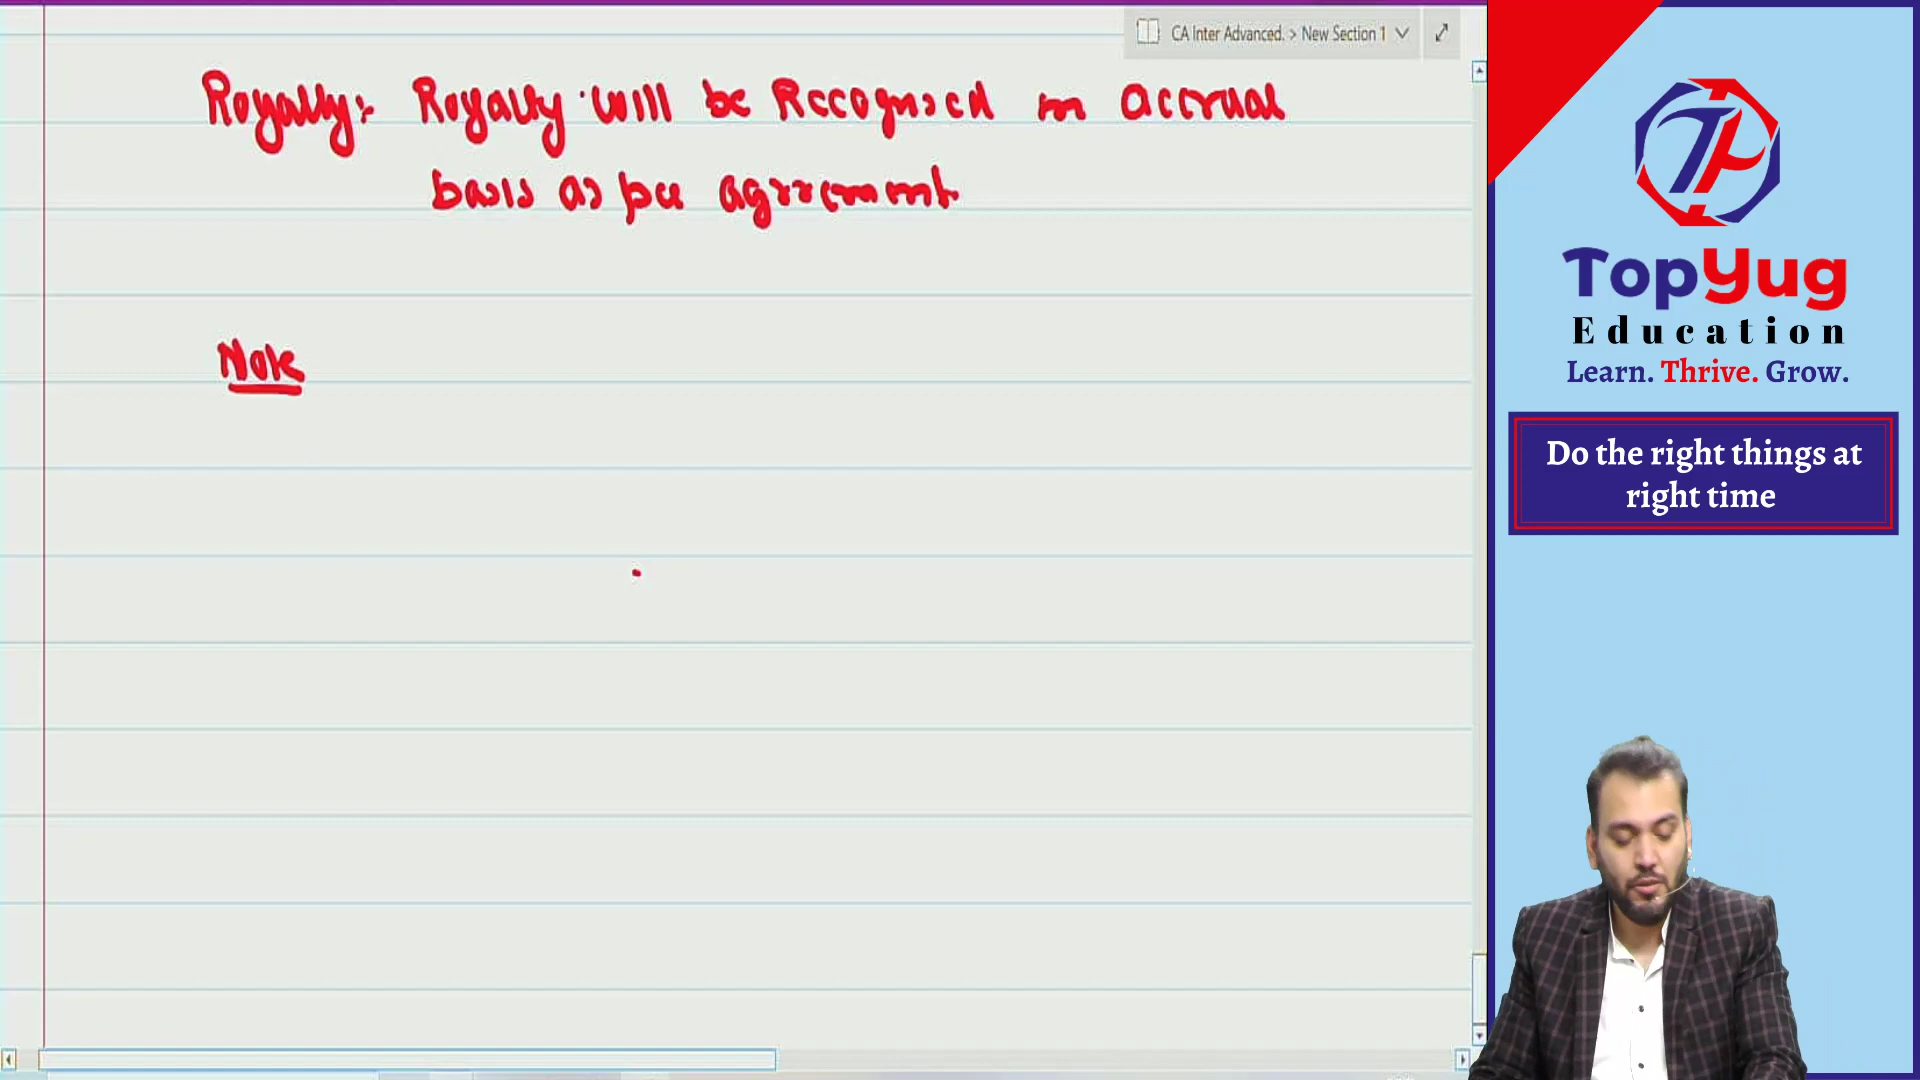 CA Inter Advanced. > New Section 1
Royalty:- Royalty will be Recognised on accrual
basis as per agreement.
Note
TopYug
Education
Learn. Thrive. Grow.
Do the right things at
right time